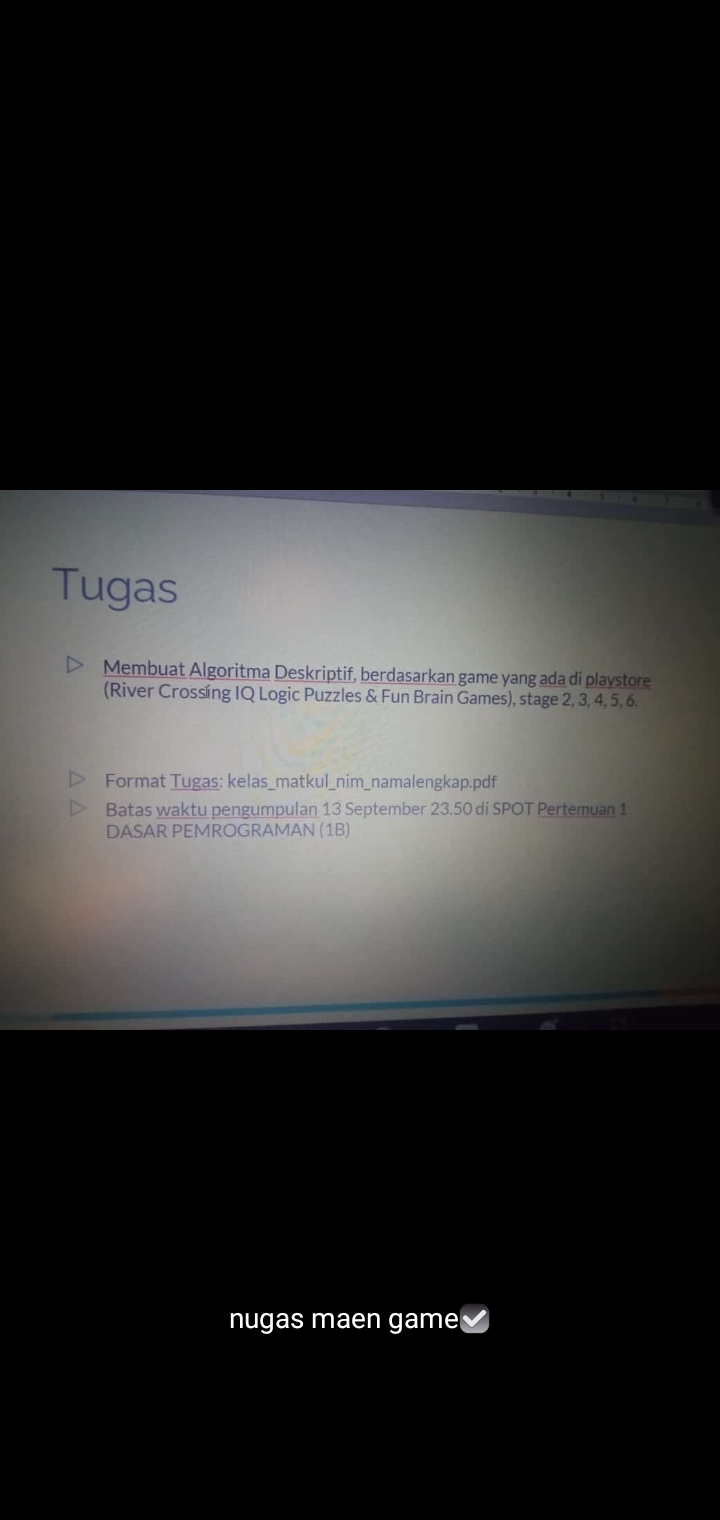 Tugas
Membuat Algoritma Deskriptif, berdasarkan game yang ada di playstore
(River Crossing IQ Logic Puzzles & Fun Brain Games), stage 2, 3, 4, 5, 6.
Format Tugas: kelas_matkul_nim_namalengkap.pdf
Batas waktu pengumpulan 13 September 23.50 di SPOT Pertemuan 1
DASAR PEMROGRAMAN (1B)
nugas maen game✅